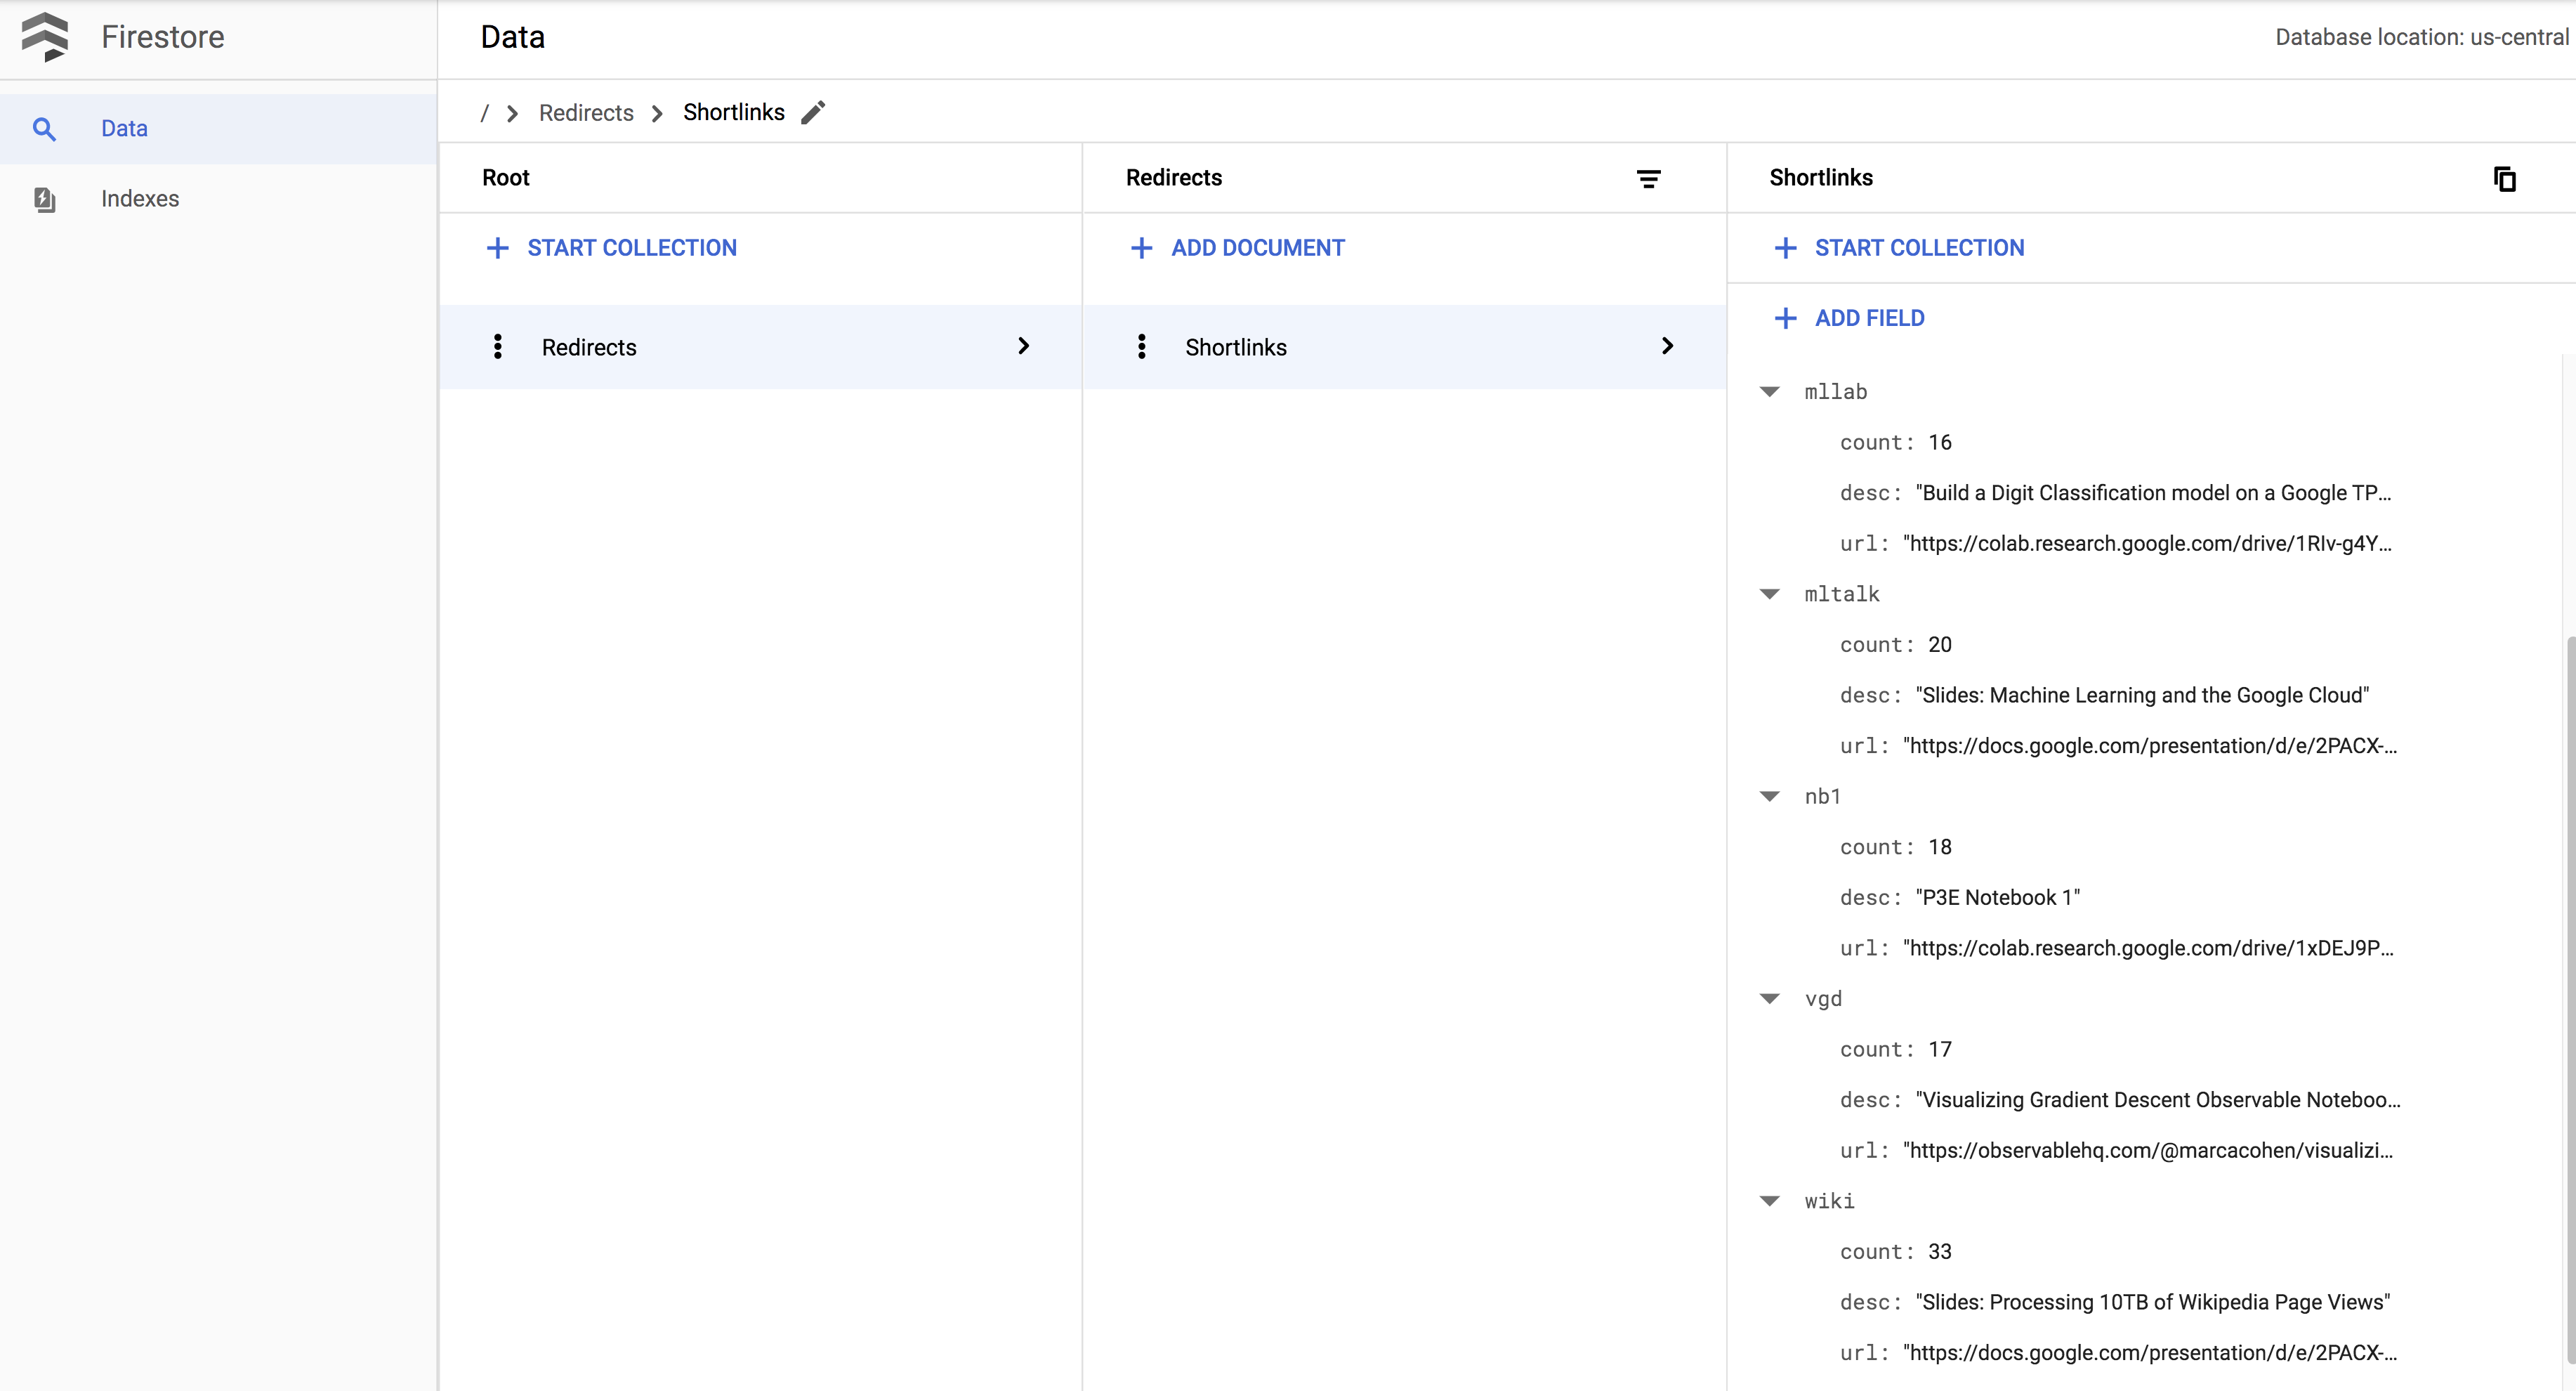 Firestore
Data
Indexes
Data
Database location: us-central
/ > Redirects > Shortlinks
Root
START COLLECTION
Redirects
Redirects
ADD DOCUMENT
Shortlinks
Shortlinks
START COLLECTION
ADD FIELD
mllab
count: 16
desc: "Build a Digit Classification model on a Google TP...
url: "https://colab.research.google.com/drive/1RIv-g4Y...
mltalk
count: 20
desc: "Slides: Machine Learning and the Google Cloud"
url: "https://docs.google.com/presentation/d/e/2PACX-...
nb1
count: 18
desc: "P3E Notebook 1"
url: "https://colab.research.google.com/drive/1xDEJ9P...
vgd
count: 17
desc: "Visualizing Gradient Descent Observable Noteboo...
url: "https://observablehq.com/@marcacohen/visualizi...
wiki
count: 33
desc: "Slides: Processing 10TB of Wikipedia Page Views"
url: "https://docs.google.com/presentation/d/e/2PACX-...